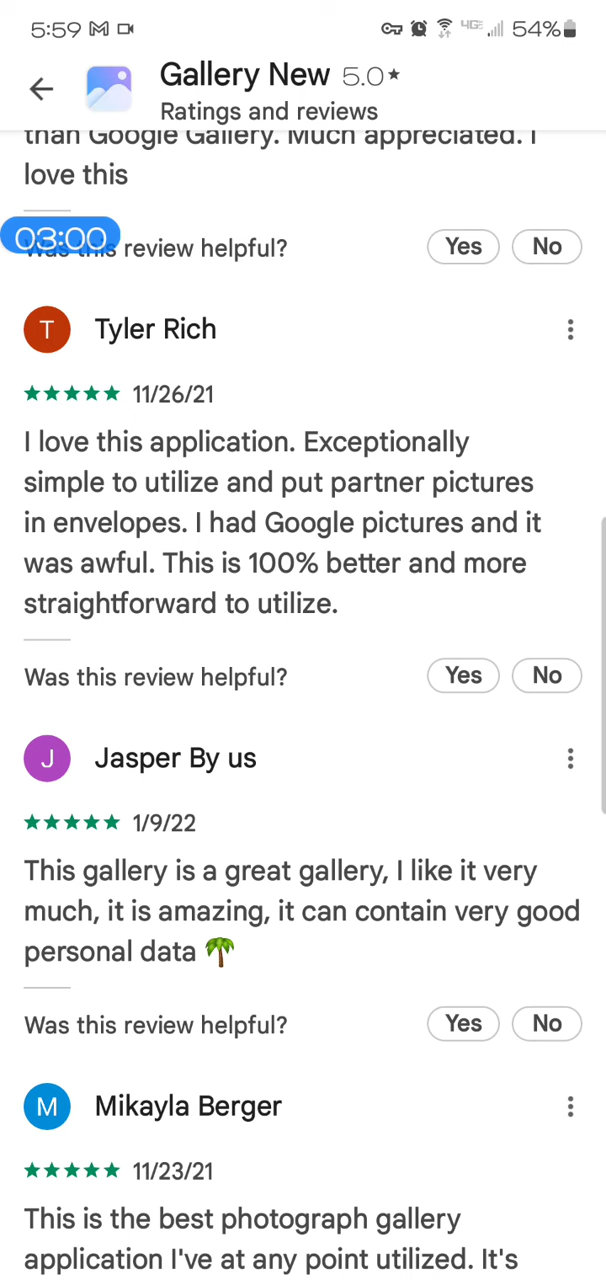 5:59 4G 54%
Gallery New 5.0★
Ratings and reviews
than Google Gallery. Much appreciated. I
love this
03:00
Was this review helpful? Yes No
T Tyler Rich
★★★★★ 11/26/21
I love this application. Exceptionally
simple to utilize and put partner pictures
in envelopes. I had Google pictures and it
was awful. This is 100% better and more
straightforward to utilize.
Was this review helpful? Yes No
J Jasper By us
★★★★★ 1/9/22
This gallery is a great gallery, I like it very
much, it is amazing, it can contain very good
personal data 🌴
Was this review helpful? Yes No
M Mikayla Berger
★★★★★ 11/23/21
This is the best photograph gallery
application I've at any point utilized. It's